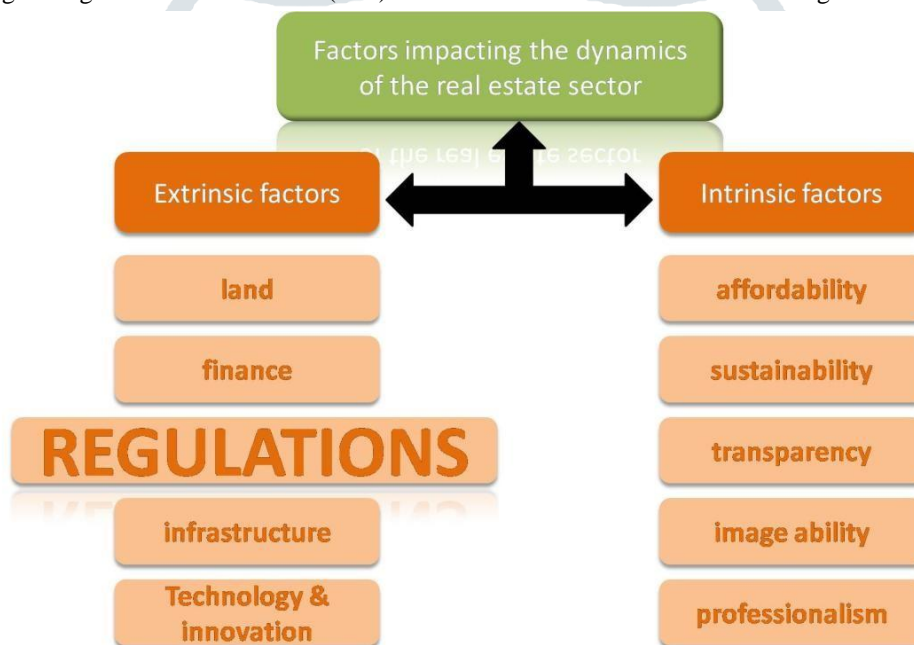 Factors impacting the dynamics
of the real estate sector
Extrinsic factors
Intrinsic factors
land
affordability
finance
sustainability
REGULATIONS
transparency
infrastructure
image ability
Technology &
innovation
professionalism